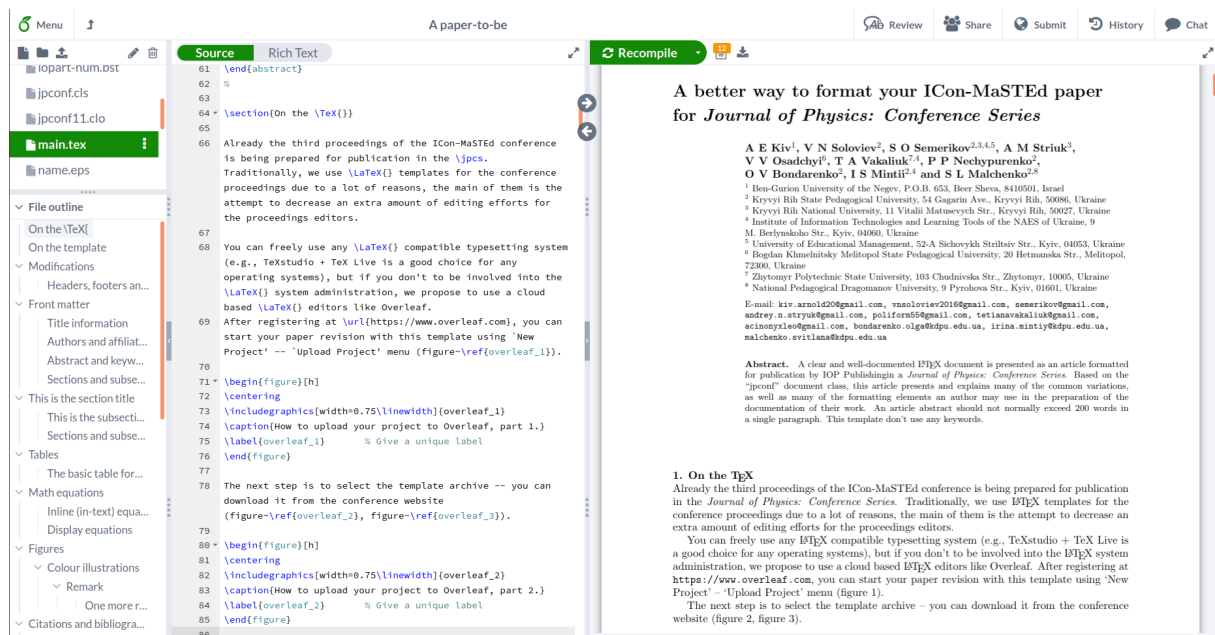 Menu
A paper-to-be
Review
Share
Submit
History
Chat
Source
Rich Text
Recompile
12
iopart-num.bst
jpconf.cls
jpconf11.clo
main.tex
name.eps
File outline
On the \TeX{
On the template
Modifications
Headers, footers an...
Front matter
Title information
Authors and affiliat...
Abstract and keyw...
Sections and subse...
This is the section title
This is the subsecti...
Sections and subse...
Tables
The basic table for...
Math equations
Inline (in-text) equa...
Display equations
Figures
Colour illustrations
Remark
One more r...
Citations and bibliogra...
61 \end{abstract}
62 %
63
64 \section{On the \TeX{}}
65
66 Already the third proceedings of the ICon-MaSTEd conference
is being prepared for publication in the \jpcs.
Traditionally, we use \LaTeX{} templates for the conference
proceedings due to a lot of reasons, the main of them is the
attempt to decrease an extra amount of editing efforts for
the proceedings editors.
67
68 You can freely use any \LaTeX{} compatible typesetting system
(e.g., TeXstudio + TeX Live is a good choice for any
operating systems), but if you don't to be involved into the
\LaTeX{} system administration, we propose to use a cloud
based \LaTeX{} editors like Overleaf.
69 After registering at \url{https://www.overleaf.com}, you can
start your paper revision with this template using `New
Project' -- `Upload Project' menu (figure~\ref{overleaf_1}).
70
71 \begin{figure}[h]
72 \centering
73 \includegraphics[width=0.75\linewidth]{overleaf_1}
74 \caption{How to upload your project to Overleaf, part 1.}
75 \label{overleaf_1} % Give a unique label
76 \end{figure}
77
78 The next step is to select the template archive -- you can
download it from the conference website
(figure~\ref{overleaf_2}, figure~\ref{overleaf_3}).
79
80 \begin{figure}[h]
81 \centering
82 \includegraphics[width=0.75\linewidth]{overleaf_2}
83 \caption{How to upload your project to Overleaf, part 2.}
84 \label{overleaf_2} % Give a unique label
85 \end{figure}
86
A better way to format your ICon-MaSTEd paper
for Journal of Physics: Conference Series
A E Kiv1, V N Soloviev2, S O Semerikov2,3,4,5, A M Striuk3,
V V Osadchyi6, T A Vakaliuk7,4, P P Nechypurenko2,
O V Bondarenko2, I S Mintii2,4 and S L Malchenko2,8
1 Ben-Gurion University of the Negev, P.O.B. 653, Beer Sheva, 8410501, Israel
2 Kryvyi Rih State Pedagogical University, 54 Gagarin Ave., Kryvyi Rih, 50086, Ukraine
3 Kryvyi Rih National University, 11 Vitalii Matusevych Str., Kryvyi Rih, 50027, Ukraine
4 Institute of Information Technologies and Learning Tools of the NAES of Ukraine, 9
M. Berlynskoho Str., Kyiv, 04060, Ukraine
5 University of Educational Management, 52-A Sichovykh Striltsiv Str., Kyiv, 04053, Ukraine
6 Bogdan Khmelnitsky Melitopol State Pedagogical University, 20 Hetmanska Str., Melitopol,
72300, Ukraine
7 Zhytomyr Polytechnic State University, 103 Chudnivska Str., Zhytomyr, 10005, Ukraine
8 National Pedagogical Dragomanov University, 9 Pyrohova Str., Kyiv, 01601, Ukraine
E-mail: kiv.arnold20@gmail.com, vnsoloviev2016@gmail.com, semerikov@gmail.com,
andrey.n.stryuk@gmail.com, poliform55@gmail.com, tetianavakaliuk@gmail.com,
acinonyxleo@gmail.com, bondarenko.olga@kdpu.edu.ua, irina.mintiy@kdpu.edu.ua,
malchenko.svitlana@kdpu.edu.ua
Abstract. A clear and well-documented LATEX document is presented as an article formatted
for publication by IOP Publishingin a Journal of Physics: Conference Series. Based on the
“jpconf” document class, this article presents and explains many of the common variations,
as well as many of the formatting elements an author may use in the preparation of the
documentation of their work. An article abstract should not normally exceed 200 words in
a single paragraph. This template don't use any keywords.
1. On the TEX
Already the third proceedings of the ICon-MaSTEd conference is being prepared for publication
in the Journal of Physics: Conference Series. Traditionally, we use LATEX templates for the
conference proceedings due to a lot of reasons, the main of them is the attempt to decrease an
extra amount of editing efforts for the proceedings editors.
You can freely use any LATEX compatible typesetting system (e.g., TeXstudio + TeX Live is
a good choice for any operating systems), but if you don't to be involved into the LATEX system
administration, we propose to use a cloud based LATEX editors like Overleaf. After registering at
https://www.overleaf.com, you can start your paper revision with this template using ‘New
Project’ – ‘Upload Project’ menu (figure 1).
The next step is to select the template archive – you can download it from the conference
website (figure 2, figure 3).